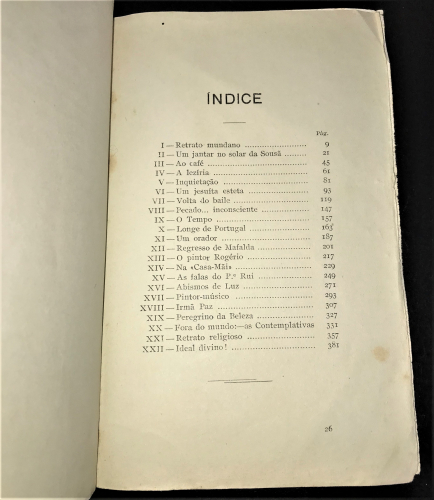 ÍNDICE
Pág.
I — Retrato mundano ........ 9
II — Um jantar no solar da Sousã ........ 21
III — Ao café ........ 45
IV — A lezíria ........ 61
V — Inquietação ........ 81
VI — Um jesuíta esteta ........ 93
VII — Volta do baile ........ 119
VIII — Pecado... inconsciente ........ 147
IX — O Tempo ........ 157
X — Longe de Portugal ........ 163
XI — Um orador ........ 187
XII — Regresso de Mafalda ........ 201
XIII — O pintor Rogério ........ 217
XIV — Na «Casa-Mãi» ........ 229
XV — As falas do P.e Rui ........ 249
XVI — Abismos de Luz ........ 271
XVII — Pintor-músico ........ 293
XVIII — Irmã Paz ........ 307
XIX — Peregrino da Beleza ........ 327
XX — Fora do mundo:—os Contemplativas 331
XXI — Retrato religioso ........ 357
XXII — Ideal divino! ........ 381
26